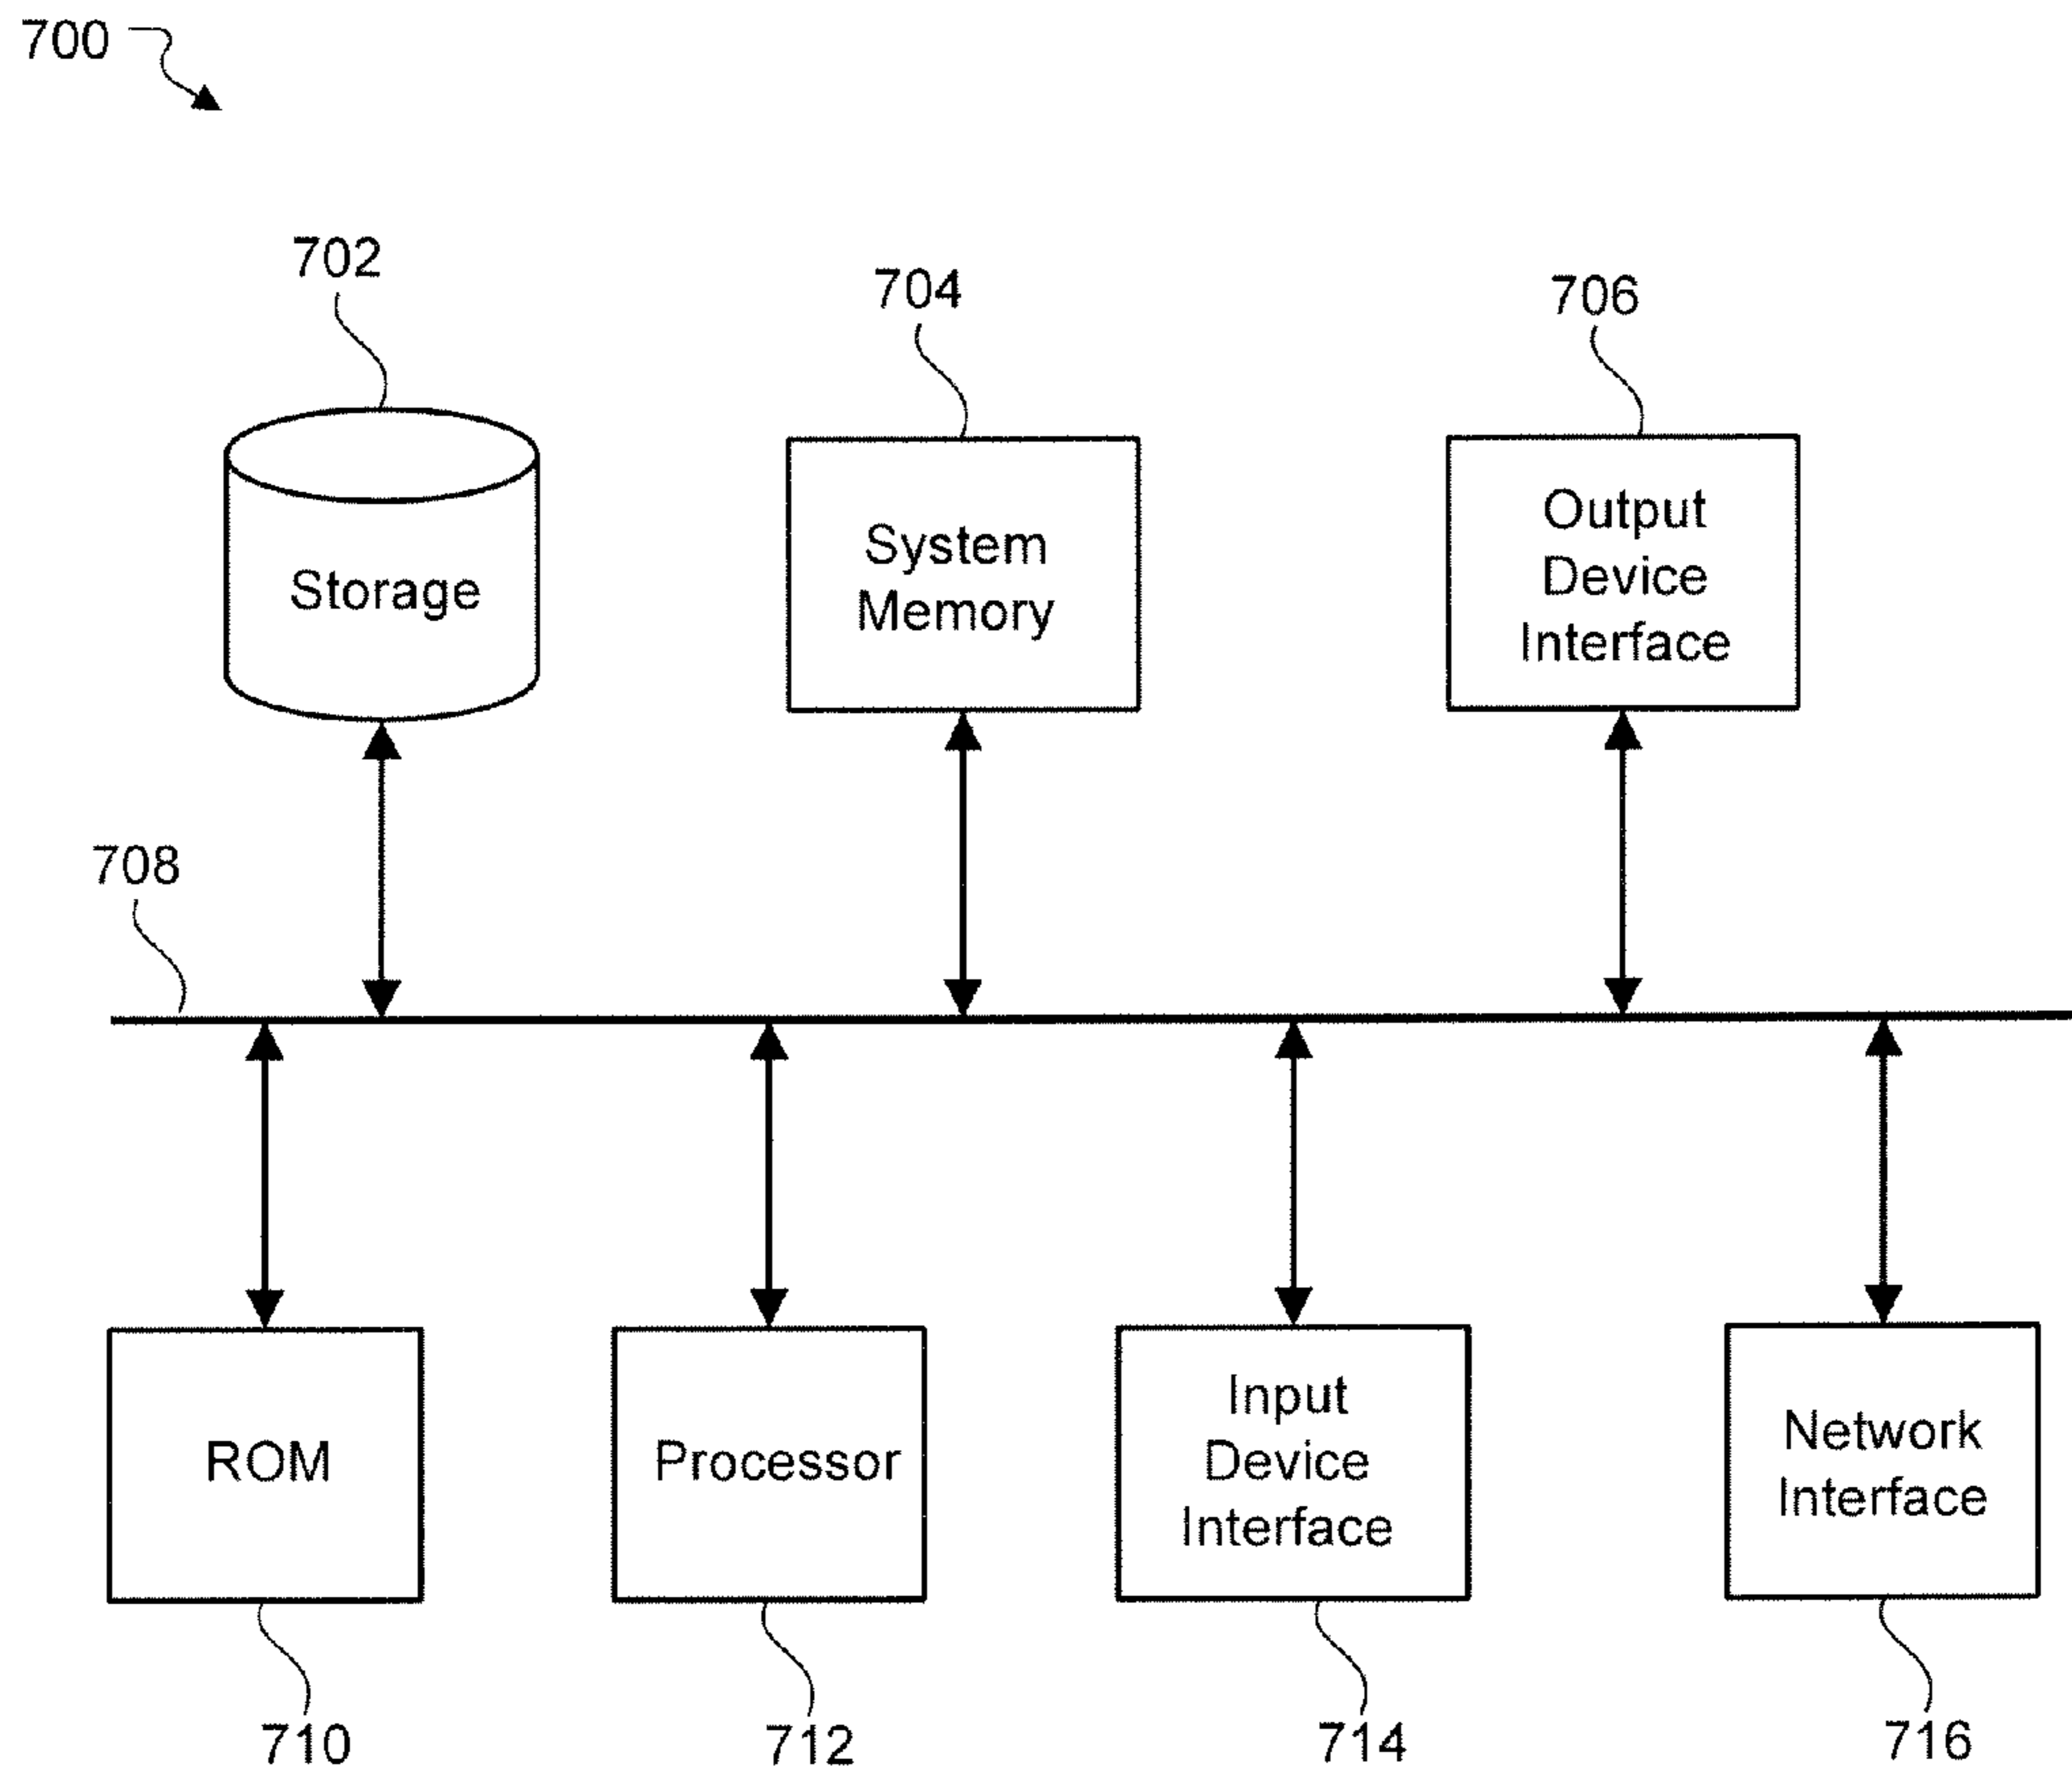 700
702
704
706
Storage
System
Memory
Output
Device
Interface
708
ROM
Processor
Input
Device
Interface
Network
Interface
710
712
714
716